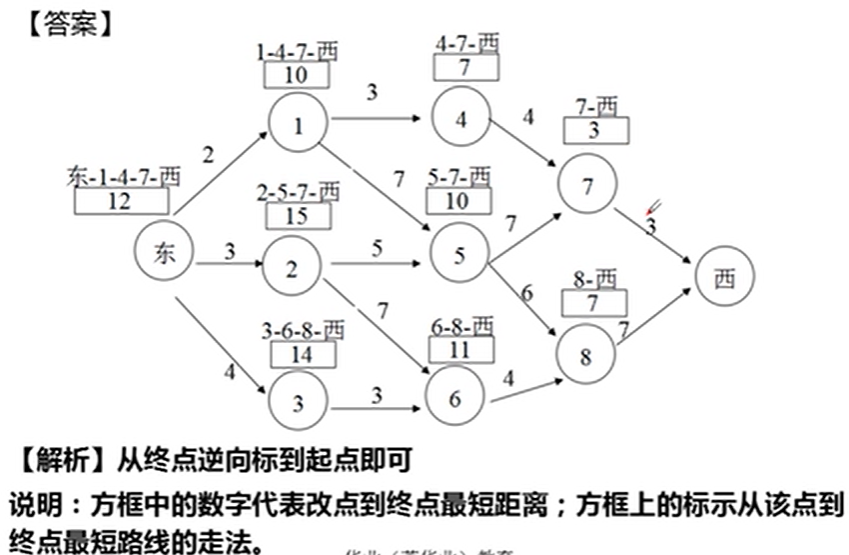 【答案】
1-4-7-西
10
4-7-西
7
3
1
4
4
7-西
3
2
7
东-1-4-7-西
12
2-5-7-西
15
5-7-西
10
7
7
3
东
3
2
5
5
西
6
8-西
7
7
3-6-8-西
14
6-8-西
11
7
8
4
3
3
6
4
【解析】从终点逆向标到起点即可
说明：方框中的数字代表改点到终点最短距离；方框上的标示从该点到
终点最短路线的走法。